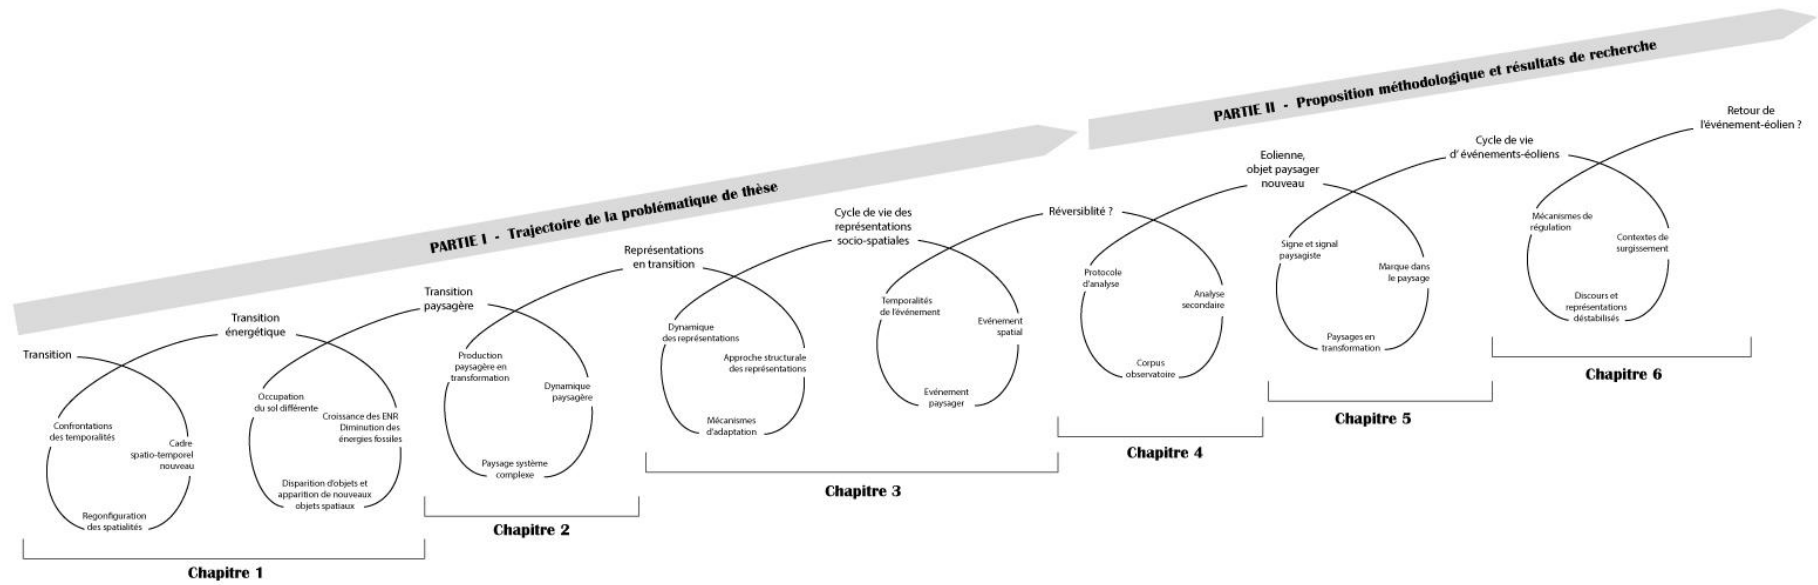 PARTIE I - Trajectoire de la problématique de thèse
PARTIE II - Proposition méthodologique et résultats de recherche
Transition
Confrontations
des temporalités
Cadre
spatio-temporel
nouveau
Regonfiguration
des spatialités
Transition
énergétique
Occupation
du sol différente
Croissance des ENR
Diminution des
énergies fossiles
Disparition d'objets et
apparition de nouveaux
objets spatiaux
Chapitre 1
Transition
paysagère
Production
paysagère en
transformation
Dynamique
paysagère
Paysage système
complexe
Chapitre 2
Représentations
en transition
Dynamique
des représentations
Approche structurale
des représentations
Mécanismes
d'adaptation
Cycle de vie des
représentations
socio-spatiales
Temporalités
de l'événement
Evénement
spatial
Evénement
paysager
Chapitre 3
Réversiblité ?
Protocole
d'analyse
Analyse
secondaire
Corpus
observatoire
Chapitre 4
Eolienne,
objet paysager
nouveau
Signe et signal
paysagiste
Marque dans
le paysage
Paysages en
transformation
Chapitre 5
Cycle de vie
d' événements-éoliens
Mécanismes de
régulation
Contextes de
surgissement
Discours et
représentations
déstabilisés
Chapitre 6
Retour de
l'événement-éolien ?